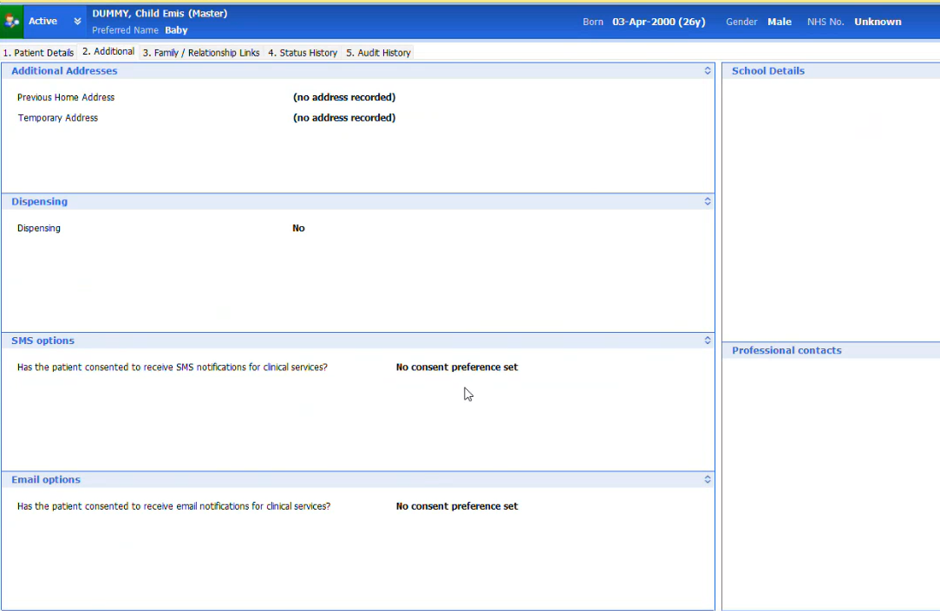 Active DUMMY, Child Emis (Master) Born 03-Apr-2000 (26y) Gender Male NHS No. Unknown
Preferred Name Baby
1. Patient Details 2. Additional 3. Family / Relationship Links 4. Status History 5. Audit History
Additional Addresses
Previous Home Address (no address recorded)
Temporary Address (no address recorded)
Dispensing
Dispensing No
SMS options
Has the patient consented to receive SMS notifications for clinical services? No consent preference set
Email options
Has the patient consented to receive email notifications for clinical services? No consent preference set
School Details
Professional contacts